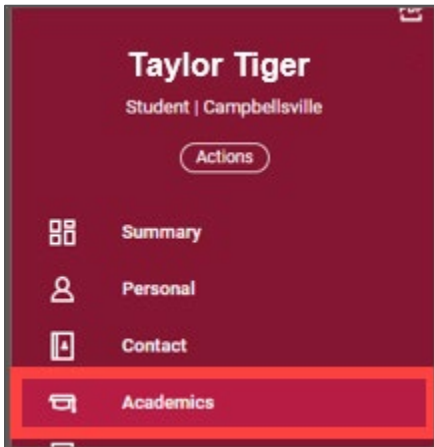 Taylor Tiger
Student | Campbellsville
Actions
Summary
Personal
Contact
Academics